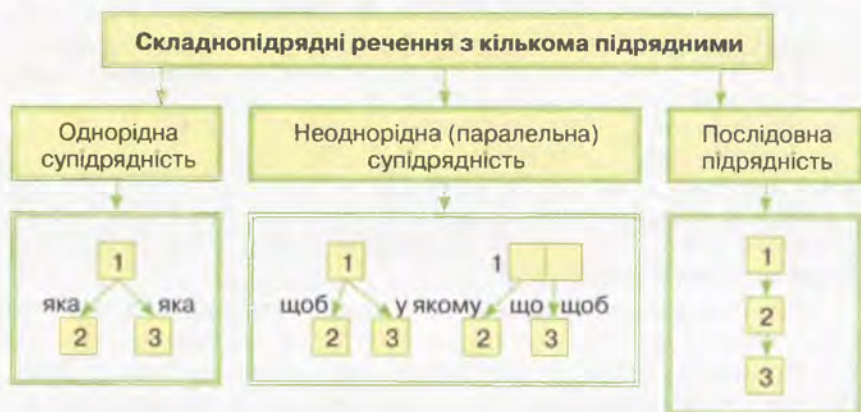 Складнопідрядні речення з кількома підрядними
Однорідна
супідрядність
Неоднорідна (паралельна)
супідрядність
Послідовна
підрядність
1
яка яка
2 3
1
щоб у якому
2 3
1
що щоб
2 3
1
2
3